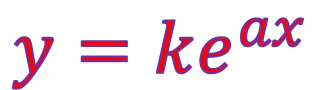 y = ke^{ax}